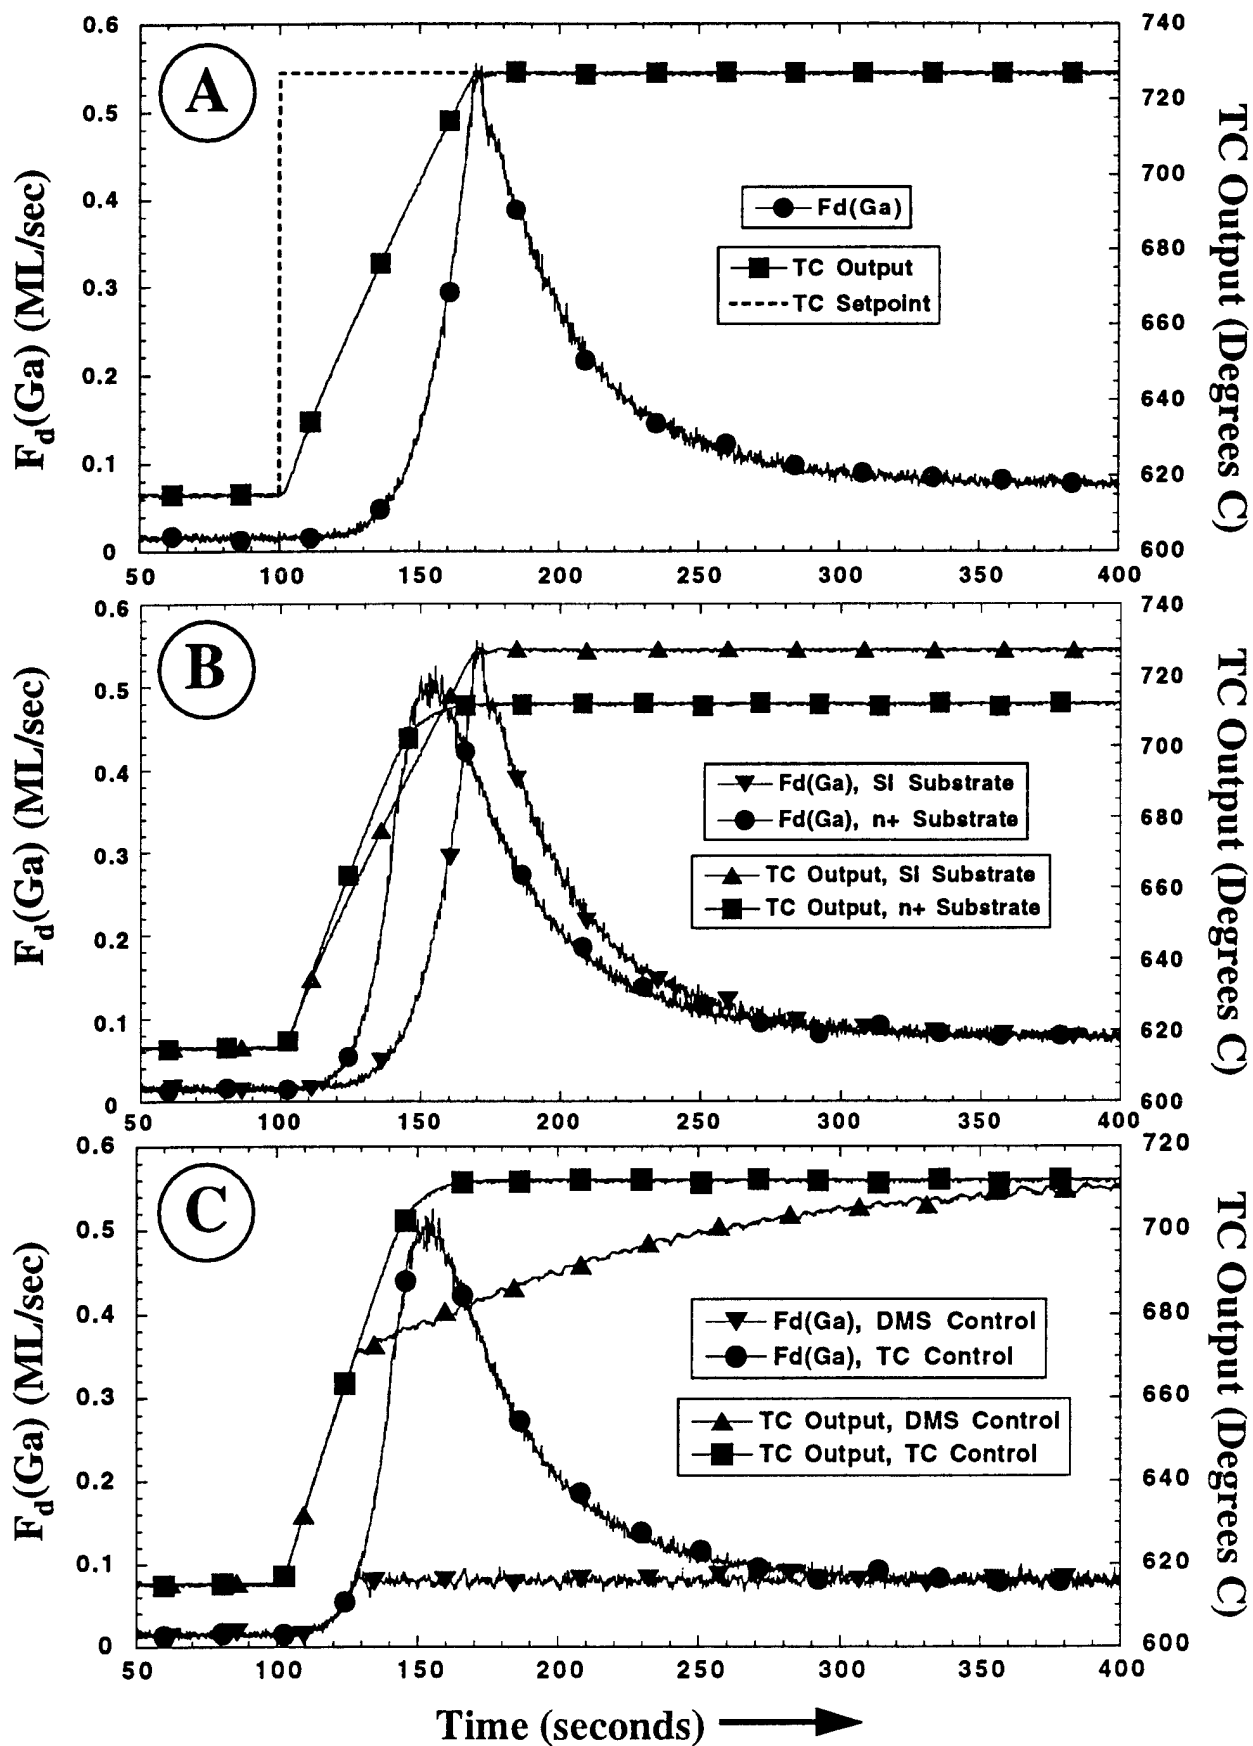 A
0.6
0.5
0.4
0.3
0.2
0.1
0
F_d(Ga) (ML/sec)
740
720
700
680
660
640
620
600
TC Output (Degrees C)
Fd(Ga)
TC Output
TC Setpoint
50 100 150 200 250 300 350 400
B
0.6
0.5
0.4
0.3
0.2
0.1
0
F_d(Ga) (ML/sec)
740
720
700
680
660
640
620
600
TC Output (Degrees C)
Fd(Ga), SI Substrate
Fd(Ga), n+ Substrate
TC Output, SI Substrate
TC Output, n+ Substrate
50 100 150 200 250 300 350 400
C
0.6
0.5
0.4
0.3
0.2
0.1
0
F_d(Ga) (ML/sec)
720
700
680
660
640
620
600
TC Output (Degrees C)
Fd(Ga), DMS Control
Fd(Ga), TC Control
TC Output, DMS Control
TC Output, TC Control
50 100 150 200 250 300 350 400
Time (seconds)